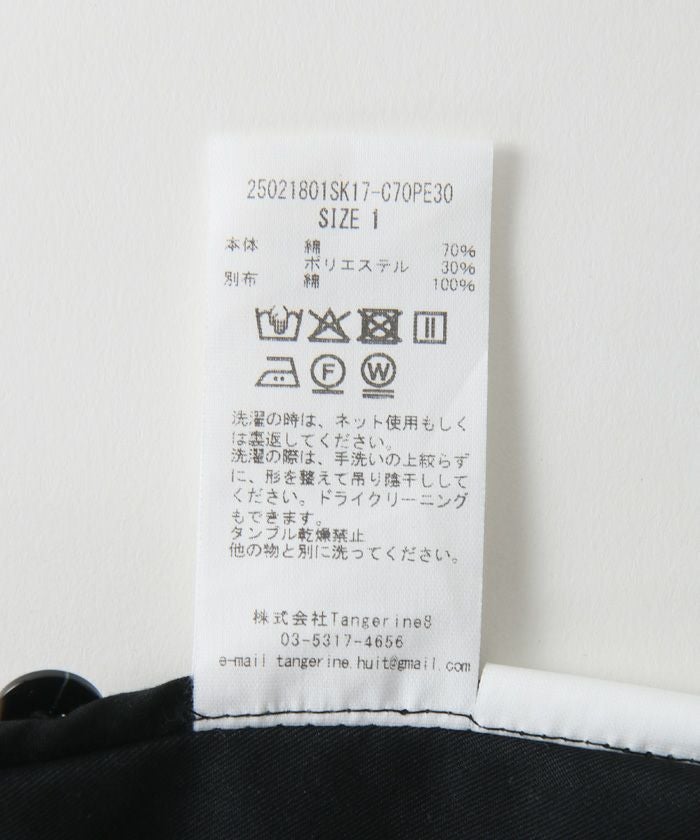 25021801SK17-C70PE30
SIZE 1
本体 綿 70%
ポリエステル 30%
別布 綿 100%
F W
洗濯の時は、ネット使用もしく
は裏返してください。
洗濯の際は、手洗いの上絞らず
に、形を整えて吊り陰干しして
ください。ドライクリーニング
もできます。
タンブル乾燥禁止
他の物と別に洗ってください。
株式会社Tangerine8
03-5317-4656
e-mail tangerine.huit@gmail.com